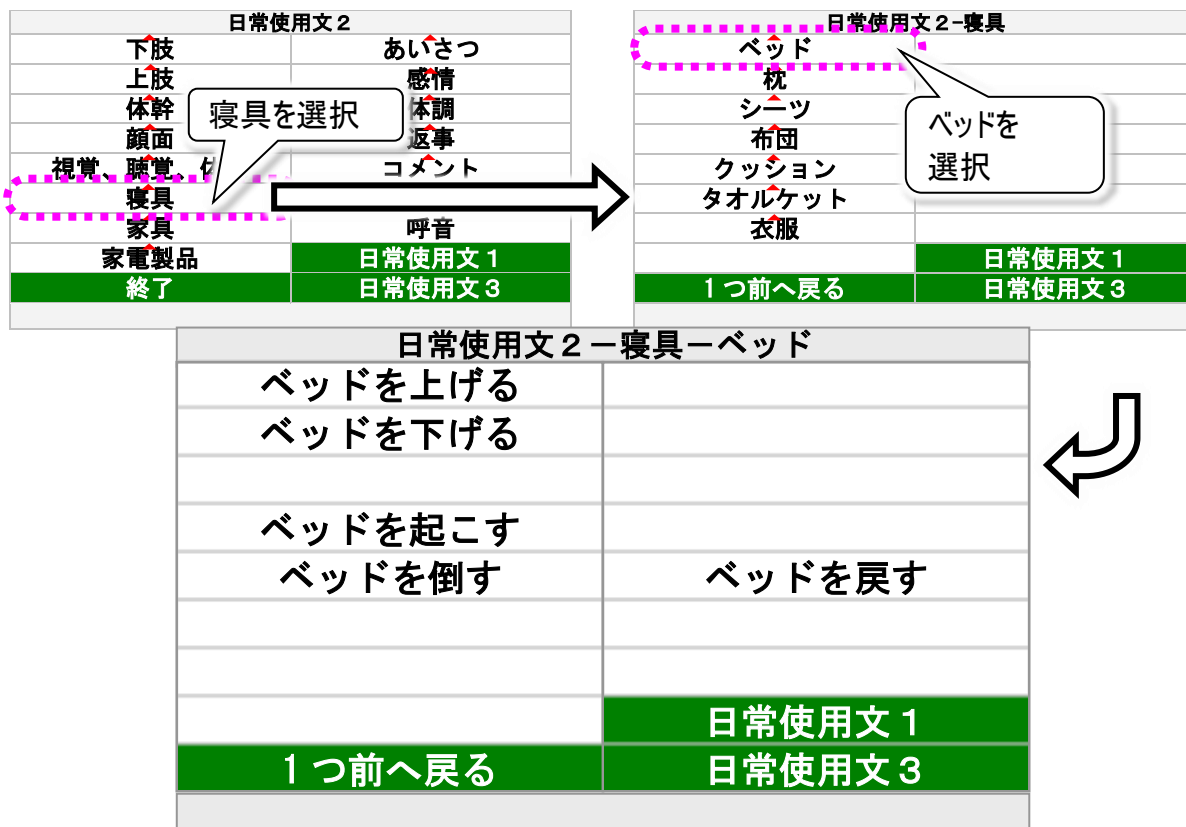 日常使用文２
下肢 あいさつ
上肢 感情
体幹 体調
顔面 返事
視覚、聴覚、 コメント
寝具
家具 呼音
家電製品 日常使用文１
終了 日常使用文３
寝具を選択
日常使用文２-寝具
ベッド
枕
シーツ
布団
クッション
タオルケット
衣服
日常使用文１
１つ前へ戻る 日常使用文３
ベッドを
選択
日常使用文２－寝具－ベッド
ベッドを上げる
ベッドを下げる
ベッドを起こす
ベッドを倒す ベッドを戻す
日常使用文１
１つ前へ戻る 日常使用文３